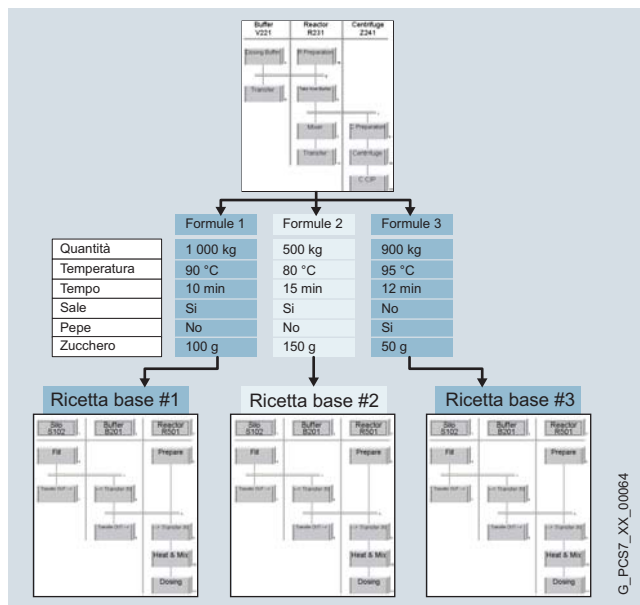 Buffer Reactor Centrifuge
V221 R231 Z241
Dosing Buffer R Preparation
Transfer Take from Buffer
Mixer C Preparation
Transfer Centrifuge
C CIP
Formule 1 Formule 2 Formule 3
Quantità 1 000 kg 500 kg 900 kg
Temperatura 90 °C 80 °C 95 °C
Tempo 10 min 15 min 12 min
Sale Si Si No
Pepe No No Si
Zucchero 100 g 150 g 50 g
Ricetta base #1 Ricetta base #2 Ricetta base #3
Silo Buffer Reactor Silo Buffer Reactor Silo Buffer Reactor
S102 B201 R501 S102 B201 R501 S102 B201 R501
Fill Prepare Fill Prepare Fill Prepare
Heat & Mix Heat & Mix Heat & Mix
Dosing Dosing Dosing
G_PCS7_XX_00064